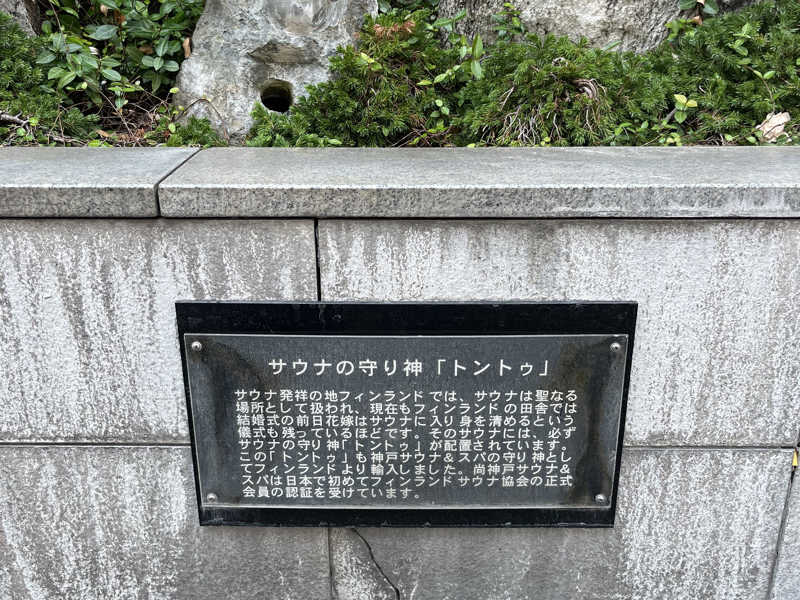 サウナの守り神「トントゥ」
サウナ発祥の地フィンランドでは、サウナは聖なる
場所として扱われ、現在もフィンランドの田舎では
結婚式の前日花嫁はサウナに入り身を清めるという
儀式も残っているほどです。そのサウナには、必ず
サウナの守り神「トントゥ」が配置されています。
この「トントゥ」も神戸サウナ&スパの守り神とし
てフィンランドより輸入しました。尚神戸サウナ&
スパは日本で初めてフィンランドサウナ協会の正式
会員の認証を受けています。